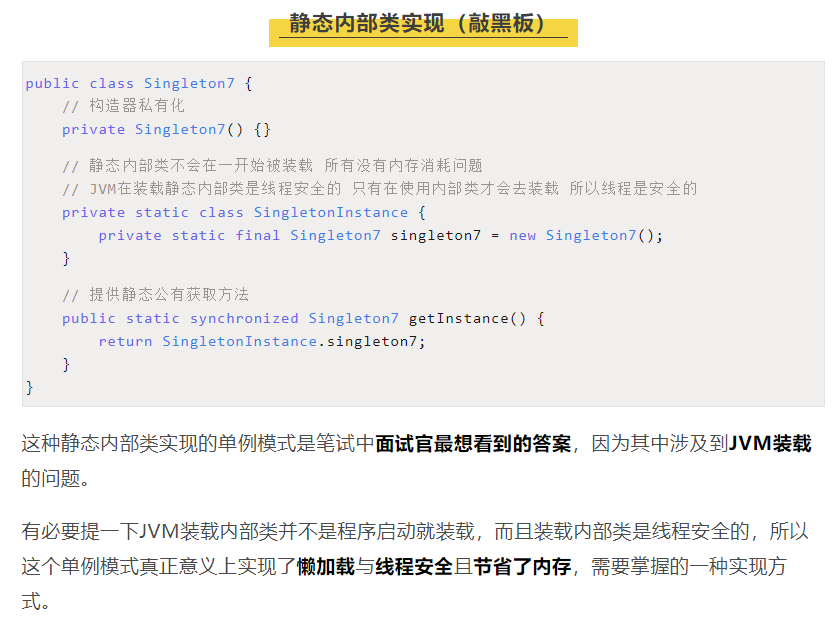 静态内部类实现（敲黑板）
public class Singleton7 {
    // 构造器私有化
    private Singleton7() {}
    // 静态内部类不会在一开始被装载 所有没有内存消耗问题
    // JVM在装载静态内部类是线程安全的 只有在使用内部类才会去装载 所以线程是安全的
    private static class SingletonInstance {
        private static final Singleton7 singleton7 = new Singleton7();
    }
    // 提供静态公有获取方法
    public static synchronized Singleton7 getInstance() {
        return SingletonInstance.singleton7;
    }
}
这种静态内部类实现的单例模式是笔试中面试官最想看到的答案，因为其中涉及到JVM装载
的问题。
有必要提一下JVM装载内部类并不是程序启动就装载，而且装载内部类是线程安全的，所以
这个单例模式真正意义上实现了懒加载与线程安全且节省了内存，需要掌握的一种实现方
式。